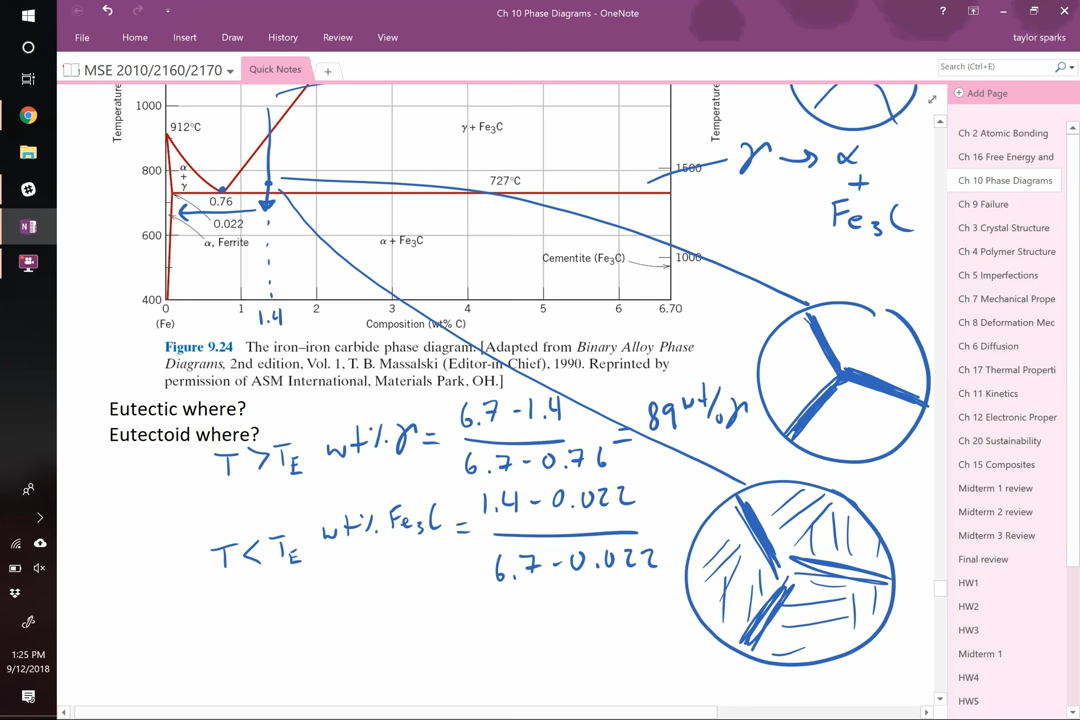 Ch 10 Phase Diagrams - OneNote
?
File Home Insert Draw History Review View
taylor sparks
MSE 2010/2160/2170
Quick Notes
+
Search (Ctrl+E)
Add Page
Ch 2 Atomic Bonding
Ch 16 Free Energy and
Ch 10 Phase Diagrams
Ch 9 Failure
Ch 3 Crystal Structure
Ch 4 Polymer Structure
Ch 5 Imperfections
Ch 7 Mechanical Prope
Ch 8 Deformation Mec
Ch 6 Diffusion
Ch 17 Thermal Properti
Ch 11 Kinetics
Ch 12 Electronic Proper
Ch 20 Sustainability
Ch 15 Composites
Midterm 1 review
Midterm 2 review
Midterm 3 Review
Final review
HW1
HW2
HW3
Midterm 1
HW4
HW5
Temperature
1000
800
600
400
912°C
α
+
γ
0.76
0.022
α, Ferrite
γ + Fe3C
727°C
α + Fe3C
Cementite (Fe3C)
Temperature
1500
1000
0 1 2 3 4 5 6 6.70
(Fe)
1.4
Composition (wt% C)
γ → α
+
Fe3C
Figure 9.24 The iron–iron carbide phase diagram. [Adapted from Binary Alloy Phase
Diagrams, 2nd edition, Vol. 1, T. B. Massalski (Editor-in Chief), 1990. Reprinted by
permission of ASM International, Materials Park, OH.]
Eutectic where?
Eutectoid where?
T > TE wt% γ = 6.7 - 1.4
6.7 - 0.76
= 89 wt% γ
T < TE wt% Fe3C = 1.4 - 0.022
6.7 - 0.022
1:25 PM
9/12/2018